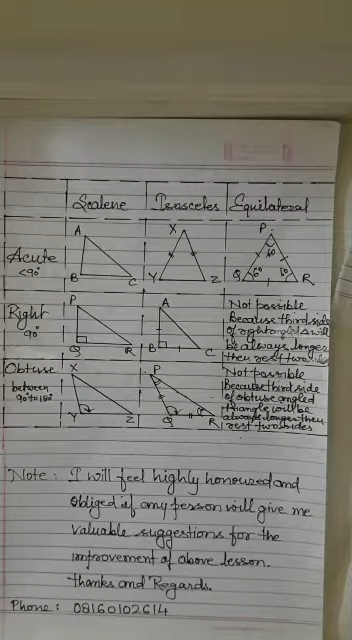 Scalene Isosceles Equilateral
Acute
<90°
A
B C
X
Y Z
P
60
Q 60 60 R
Right
90°
P
Q R
A
B C
Not possible
Because third side
of right angled Δ will
be always longer
then rest two sides
Obtuse
between
90° to 180°
X
Y Z
P
Q R
Not possible
Because third side
of obtuse angled
triangle will be
always longer then
rest two sides
Note: I will feel highly honoured and
obliged if any person will give me
valuable suggestions for the
improvement of above lesson.
Thanks and Regards.
Phone: 08160102614